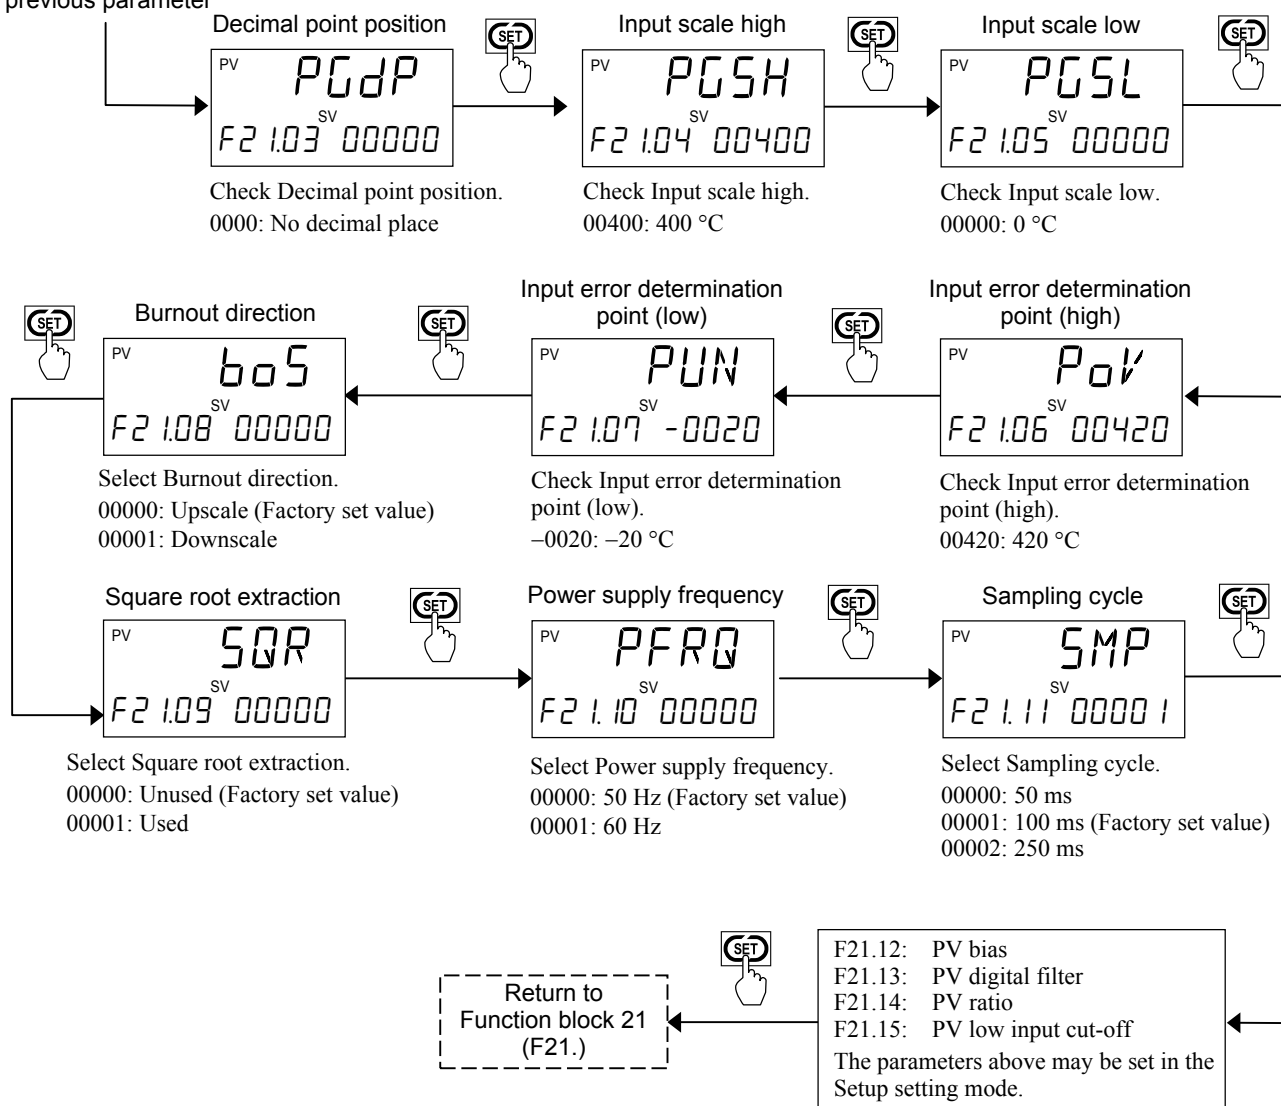 previous parameter
Decimal point position
SET
Input scale high
SET
Input scale low
SET
PV
PGdP
SV
F21.03 00000
PV
PGSH
SV
F21.04 00400
PV
PGSL
SV
F21.05 00000
Check Decimal point position.
0000: No decimal place
Check Input scale high.
00400: 400 °C
Check Input scale low.
00000: 0 °C
SET
Burnout direction
SET
Input error determination
point (low)
SET
Input error determination
point (high)
PV
boS
SV
F21.08 00000
PV
PUN
SV
F21.07 -0020
PV
PoV
SV
F21.06 00420
Select Burnout direction.
00000: Upscale (Factory set value)
00001: Downscale
Check Input error determination
point (low).
−0020: −20 °C
Check Input error determination
point (high).
00420: 420 °C
Square root extraction
SET
Power supply frequency
SET
Sampling cycle
SET
PV
SQR
SV
F21.09 00000
PV
PFRQ
SV
F21.10 00000
PV
SMP
SV
F21.11 00001
Select Square root extraction.
00000: Unused (Factory set value)
00001: Used
Select Power supply frequency.
00000: 50 Hz (Factory set value)
00001: 60 Hz
Select Sampling cycle.
00000: 50 ms
00001: 100 ms (Factory set value)
00002: 250 ms
SET
Return to
Function block 21
(F21.)
F21.12: PV bias
F21.13: PV digital filter
F21.14: PV ratio
F21.15: PV low input cut-off
The parameters above may be set in the
Setup setting mode.